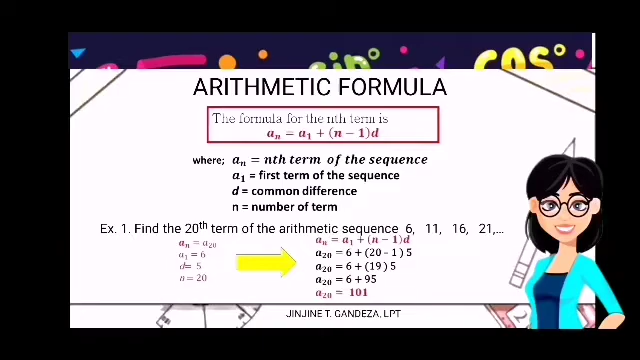 sin cos
ARITHMETIC FORMULA
The formula for the nth term is
aₙ = a₁ + (n − 1)d
where; aₙ = nth term of the sequence
a₁ = first term of the sequence
d = common difference
n = number of term
Ex. 1. Find the 20th term of the arithmetic sequence 6, 11, 16, 21,...
aₙ = a₂₀
a₁ = 6
d= 5
n = 20
aₙ = a₁ + (n − 1)d
a₂₀ = 6 + (20 – 1) 5
a₂₀ = 6 + (19) 5
a₂₀ = 6 + 95
a₂₀ = 101
JINJINE T. GANDEZA, LPT